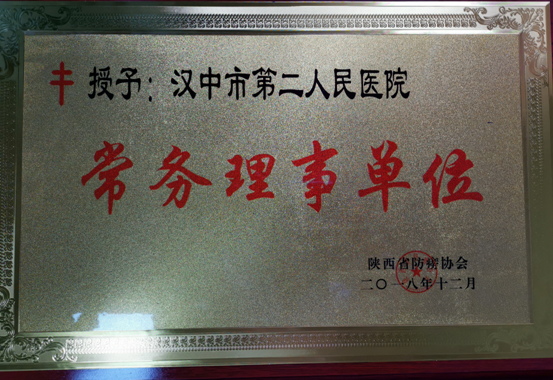 授予：汉中市第二人民医院
常务理事单位
陕西省防痨协会
二〇一八年十二月